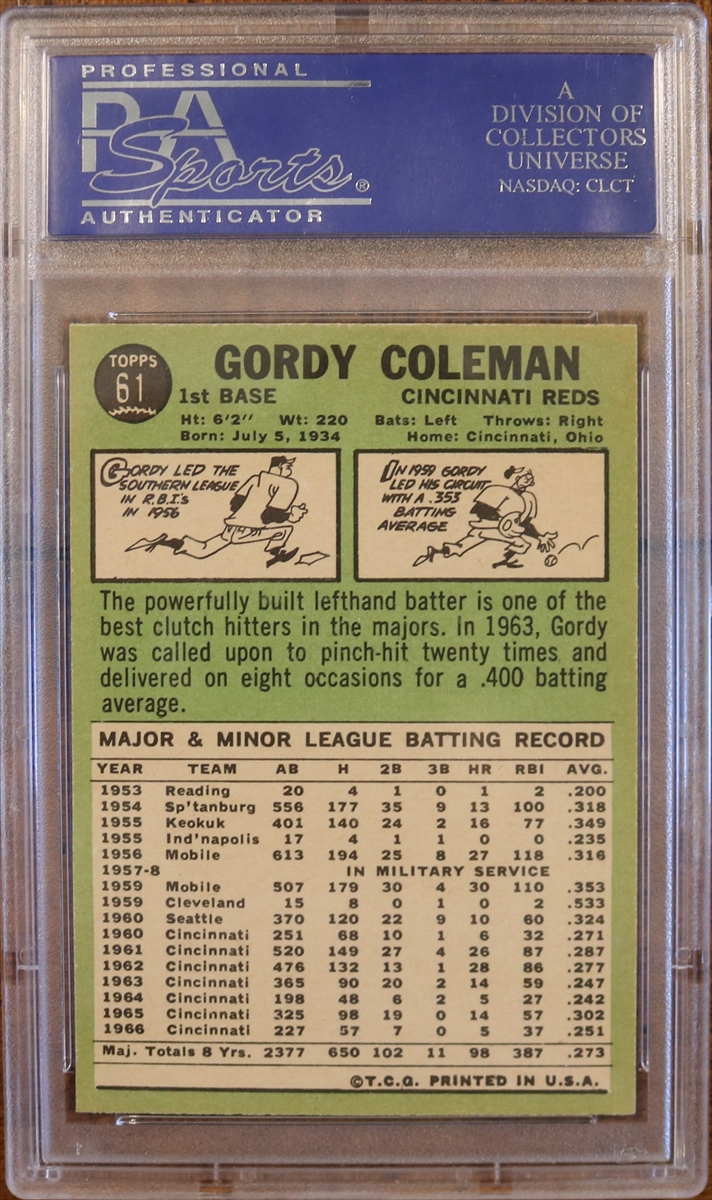 PROFESSIONAL
PSA
Sports®
AUTHENTICATOR
A
DIVISION OF
COLLECTORS
UNIVERSE
NASDAQ: CLCT
TOPPS
61
GORDY COLEMAN
1st BASE CINCINNATI REDS
Ht: 6'2" Wt: 220 Bats: Left Throws: Right
Born: July 5, 1934 Home: Cincinnati, Ohio
GORDY LED THE
SOUTHERN LEAGUE
IN R.B.I.'s
IN 1956
IN 1959 GORDY
LED HIS CIRCUIT
WITH A .353
BATTING
AVERAGE
The powerfully built lefthand batter is one of the
best clutch hitters in the majors. In 1963, Gordy
was called upon to pinch-hit twenty times and
delivered on eight occasions for a .400 batting
average.
MAJOR & MINOR LEAGUE BATTING RECORD
YEAR TEAM AB H 2B 3B HR RBI AVG.
1953 Reading 20 4 1 0 1 2 .200
1954 Sp'tanburg 556 177 35 9 13 100 .318
1955 Keokuk 401 140 24 2 16 77 .349
1955 Ind'napolis 17 4 1 1 0 0 .235
1956 Mobile 613 194 25 8 27 118 .316
1957-8 IN MILITARY SERVICE
1959 Mobile 507 179 30 4 30 110 .353
1959 Cleveland 15 8 0 1 0 2 .533
1960 Seattle 370 120 22 9 10 60 .324
1960 Cincinnati 251 68 10 1 6 32 .271
1961 Cincinnati 520 149 27 4 26 87 .287
1962 Cincinnati 476 132 13 1 28 86 .277
1963 Cincinnati 365 90 20 2 14 59 .247
1964 Cincinnati 198 48 6 2 5 27 .242
1965 Cincinnati 325 98 19 0 14 57 .302
1966 Cincinnati 227 57 7 0 5 37 .251
Maj. Totals 8 Yrs. 2377 650 102 11 98 387 .273
©T.C.G. PRINTED IN U.S.A.